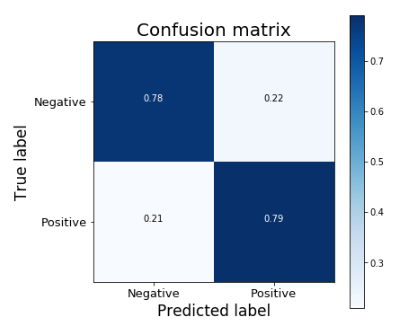 Confusion matrix
0.7
0.6
0.5
0.4
0.3
True label
Negative
0.78
0.22
Positive
0.21
0.79
Negative
Positive
Predicted label